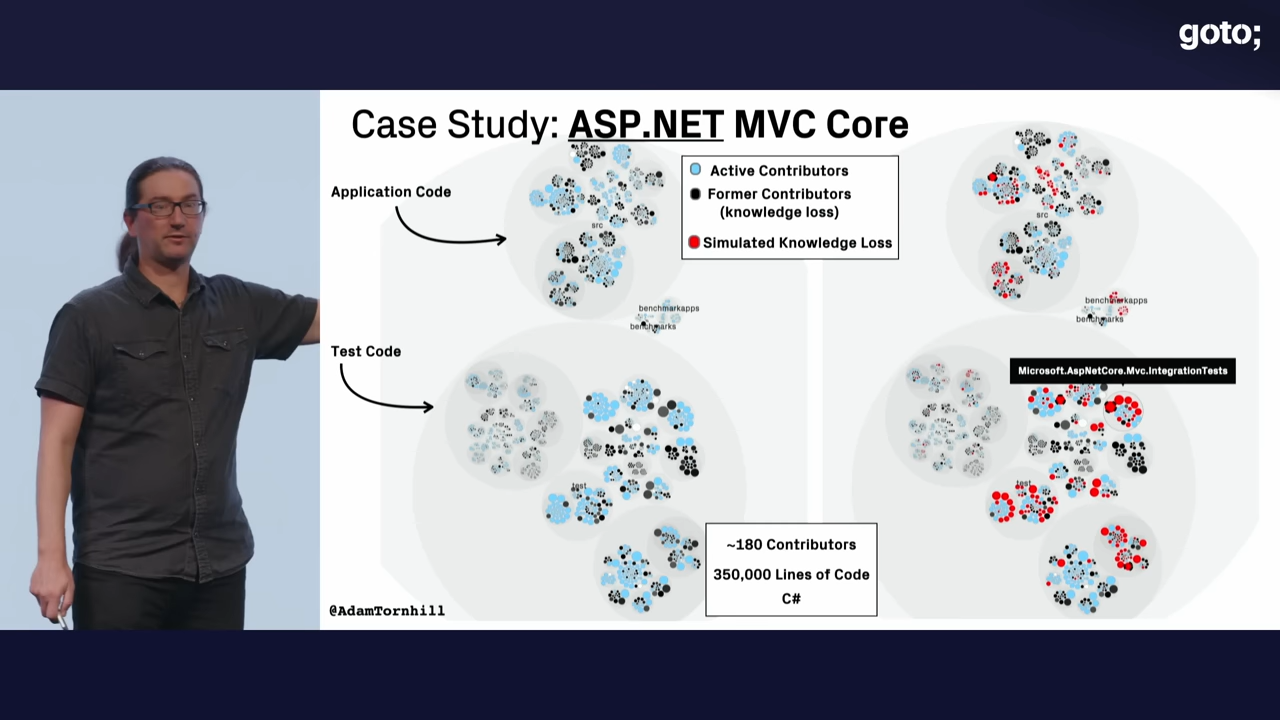 goto;
Case Study: ASP.NET MVC Core
Application Code
Active Contributors
Former Contributors
(knowledge loss)
Simulated Knowledge Loss
src
src
benchmarkapps
benchmarks
benchmarkapps
benchmarks
Test Code
Microsoft.AspNetCore.Mvc.IntegrationTests
test
test
~180 Contributors
350,000 Lines of Code
C#
@AdamTornhill